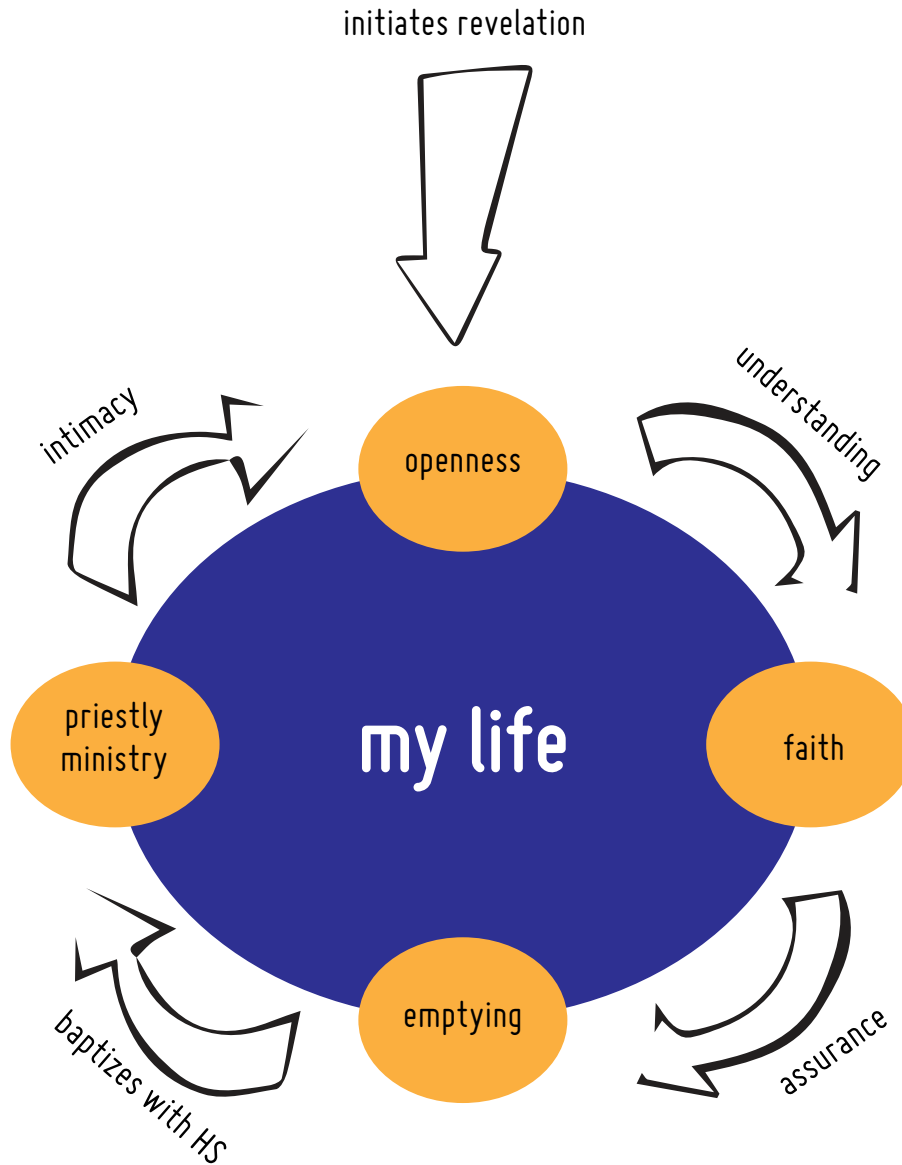 initiates revelation
intimacy
understanding
openness
priestly
ministry
my life
faith
emptying
baptizes with HS
assurance